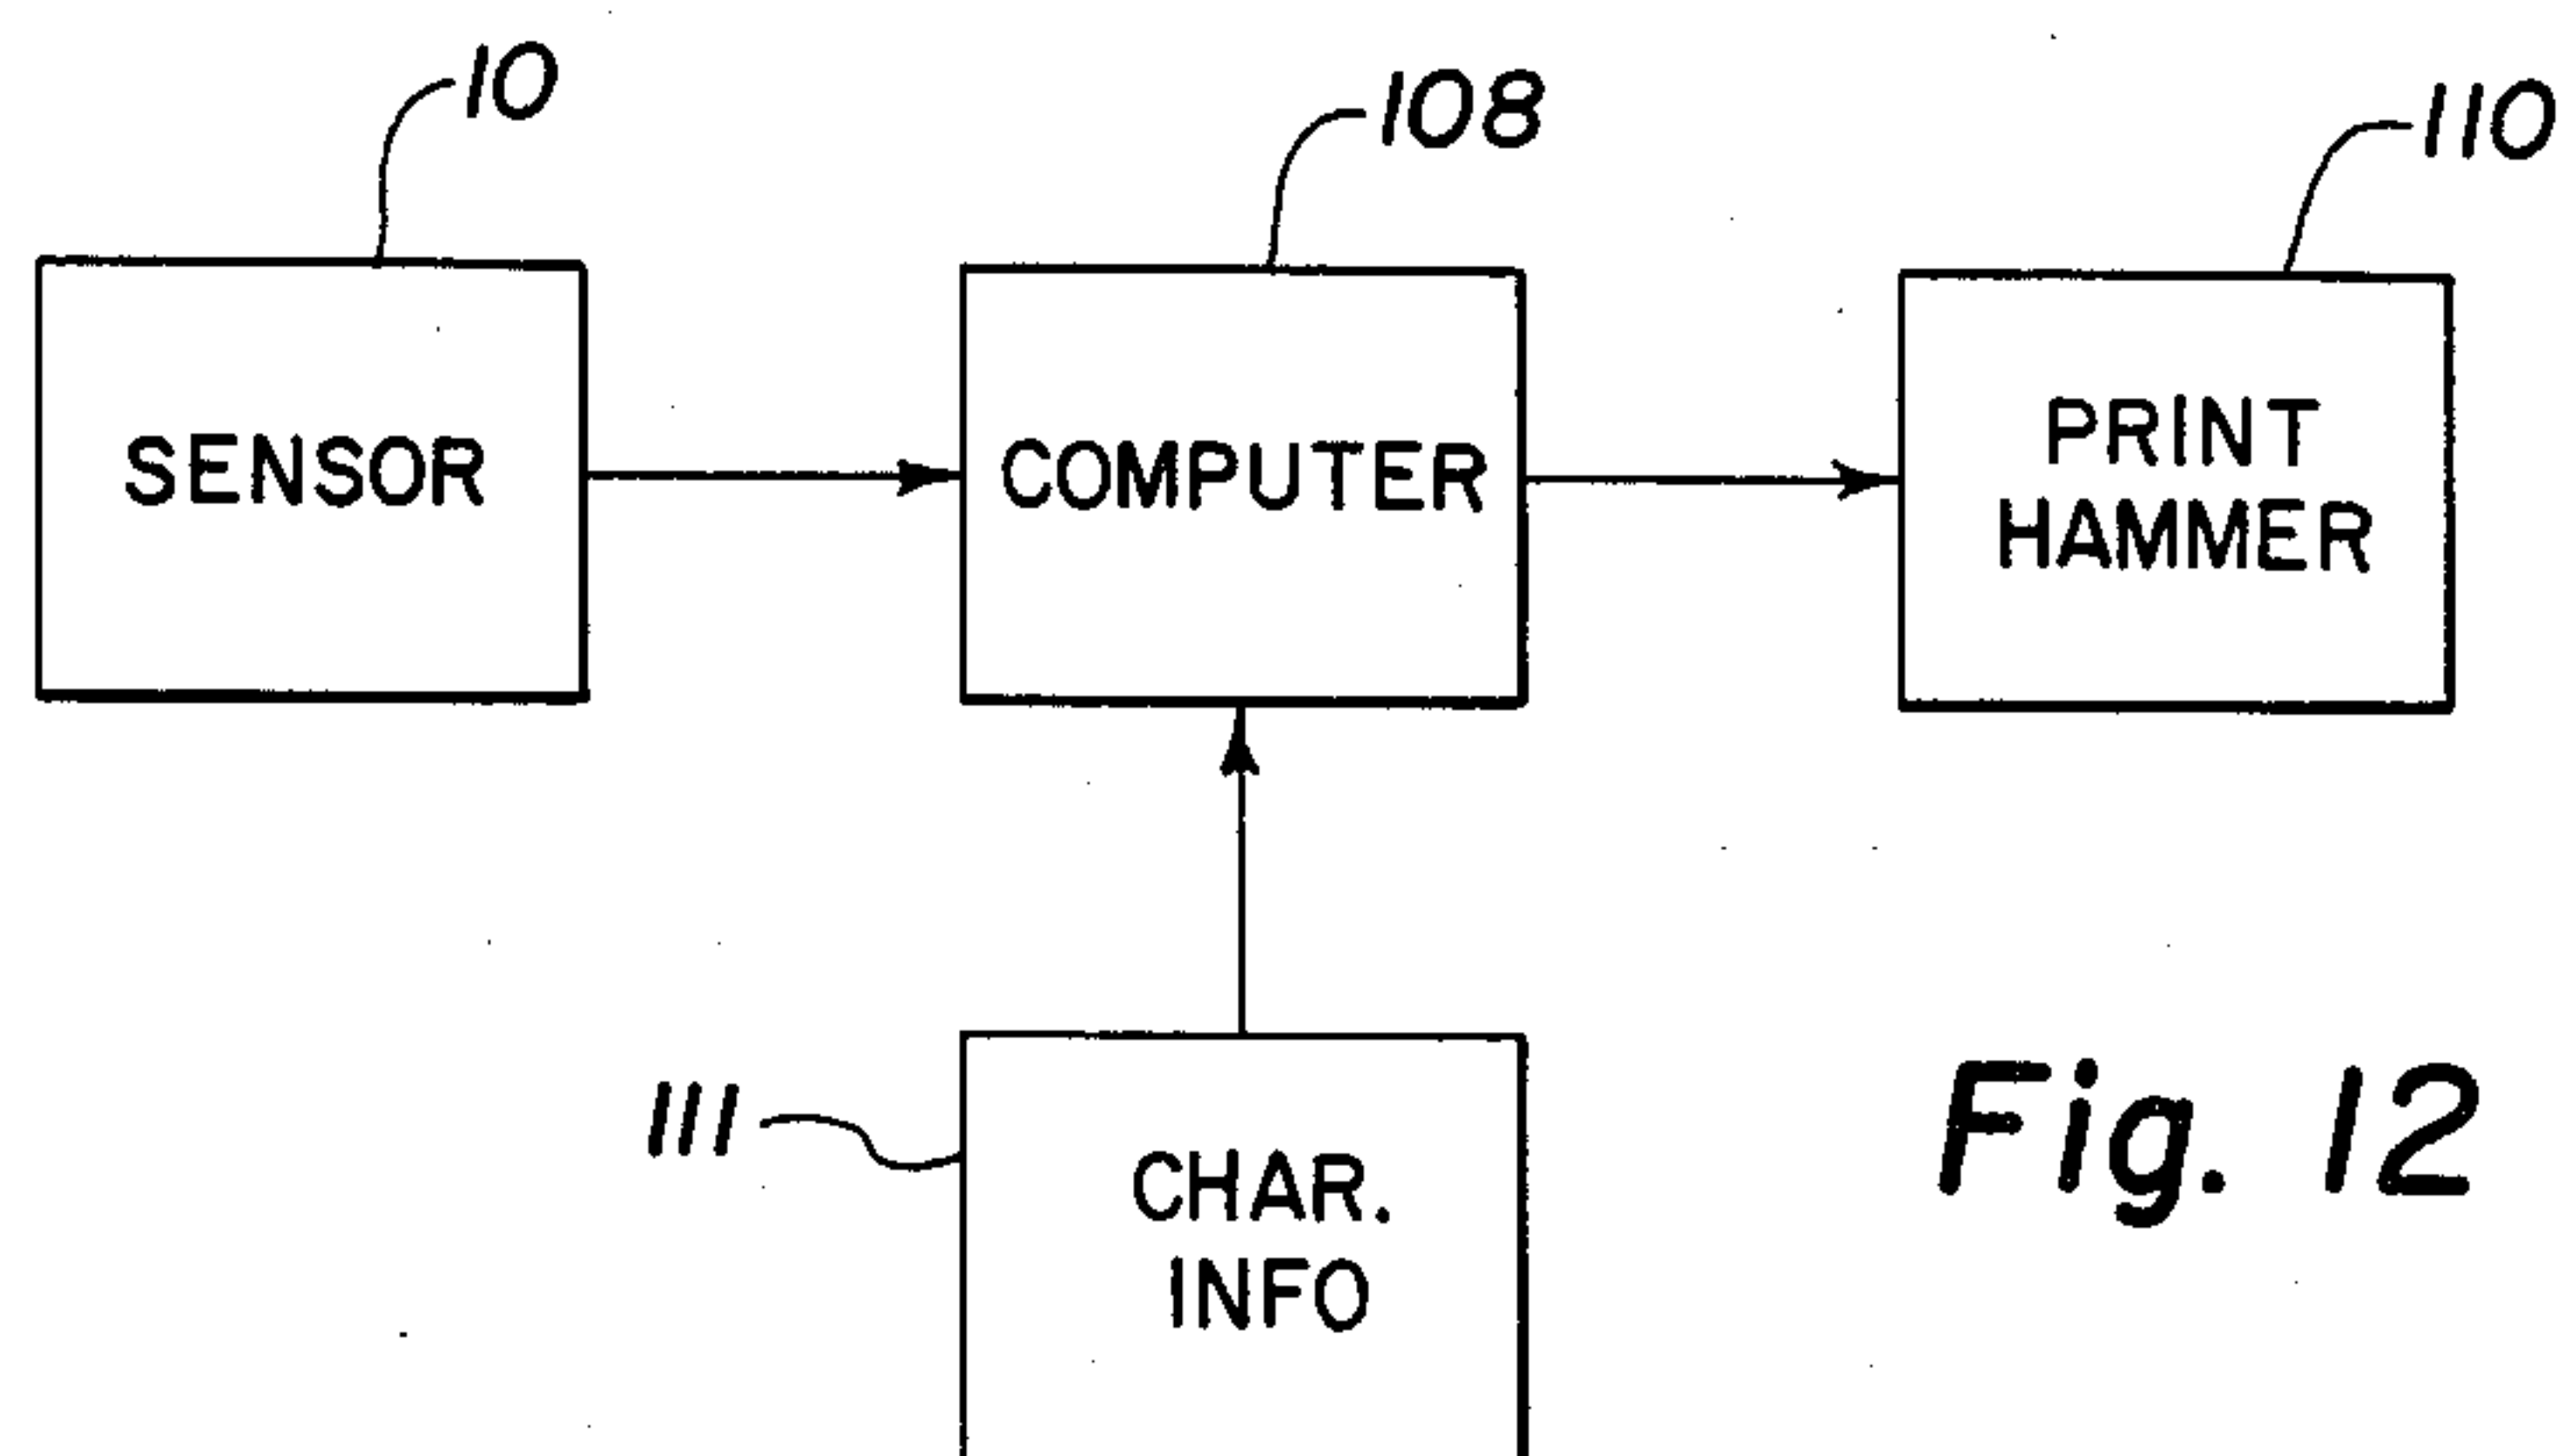 10
108
110
SENSOR
COMPUTER
PRINT
HAMMER
111
CHAR.
INFO
Fig. 12